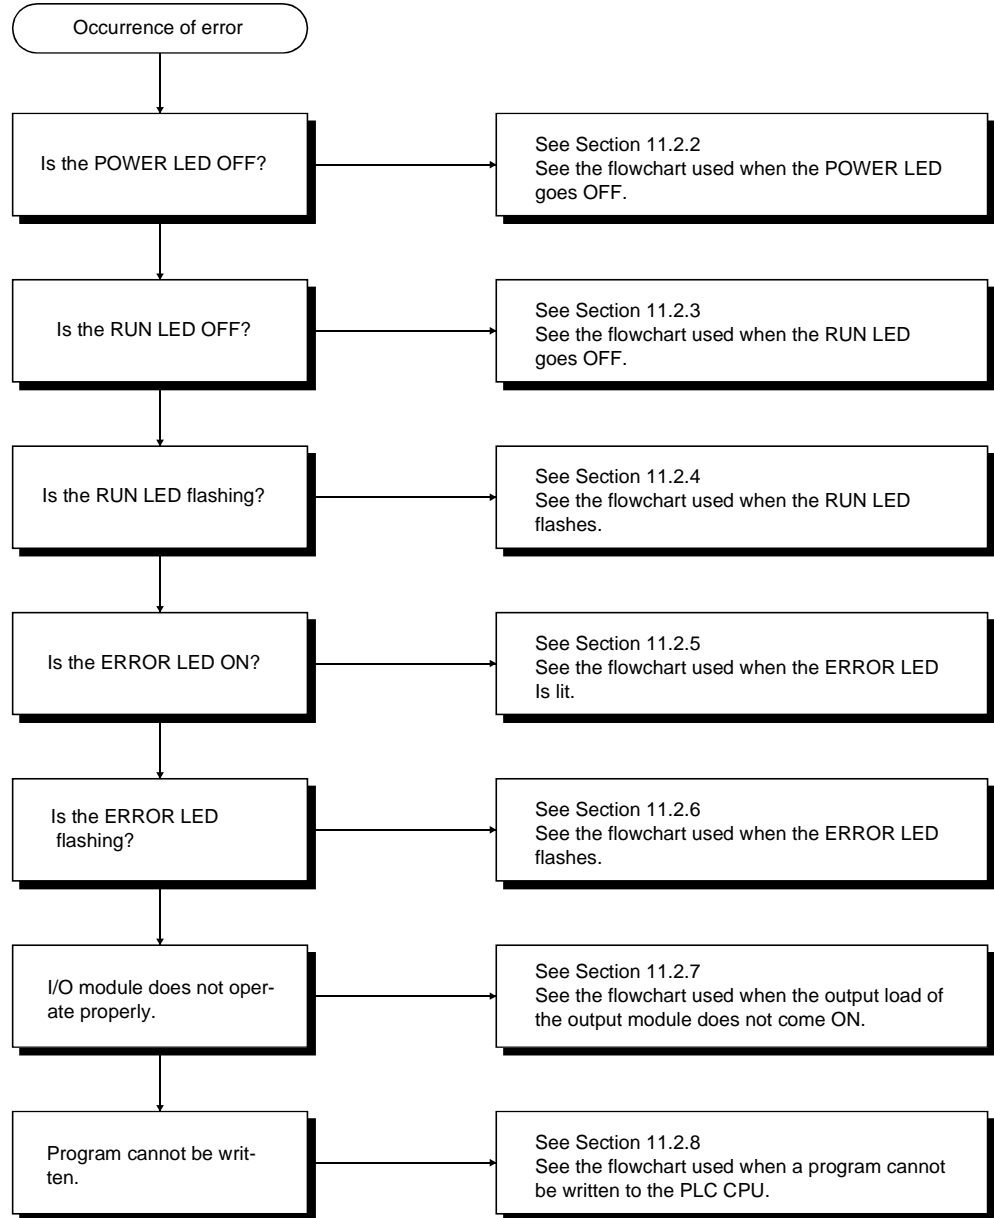 Occurrence of error
Is the POWER LED OFF?
See Section 11.2.2
See the flowchart used when the POWER LED
goes OFF.
Is the RUN LED OFF?
See Section 11.2.3
See the flowchart used when the RUN LED
goes OFF.
Is the RUN LED flashing?
See Section 11.2.4
See the flowchart used when the RUN LED
flashes.
Is the ERROR LED ON?
See Section 11.2.5
See the flowchart used when the ERROR LED
Is lit.
Is the ERROR LED
flashing?
See Section 11.2.6
See the flowchart used when the ERROR LED
flashes.
I/O module does not oper-
ate properly.
See Section 11.2.7
See the flowchart used when the output load of
the output module does not come ON.
Program cannot be writ-
ten.
See Section 11.2.8
See the flowchart used when a program cannot
be written to the PLC CPU.